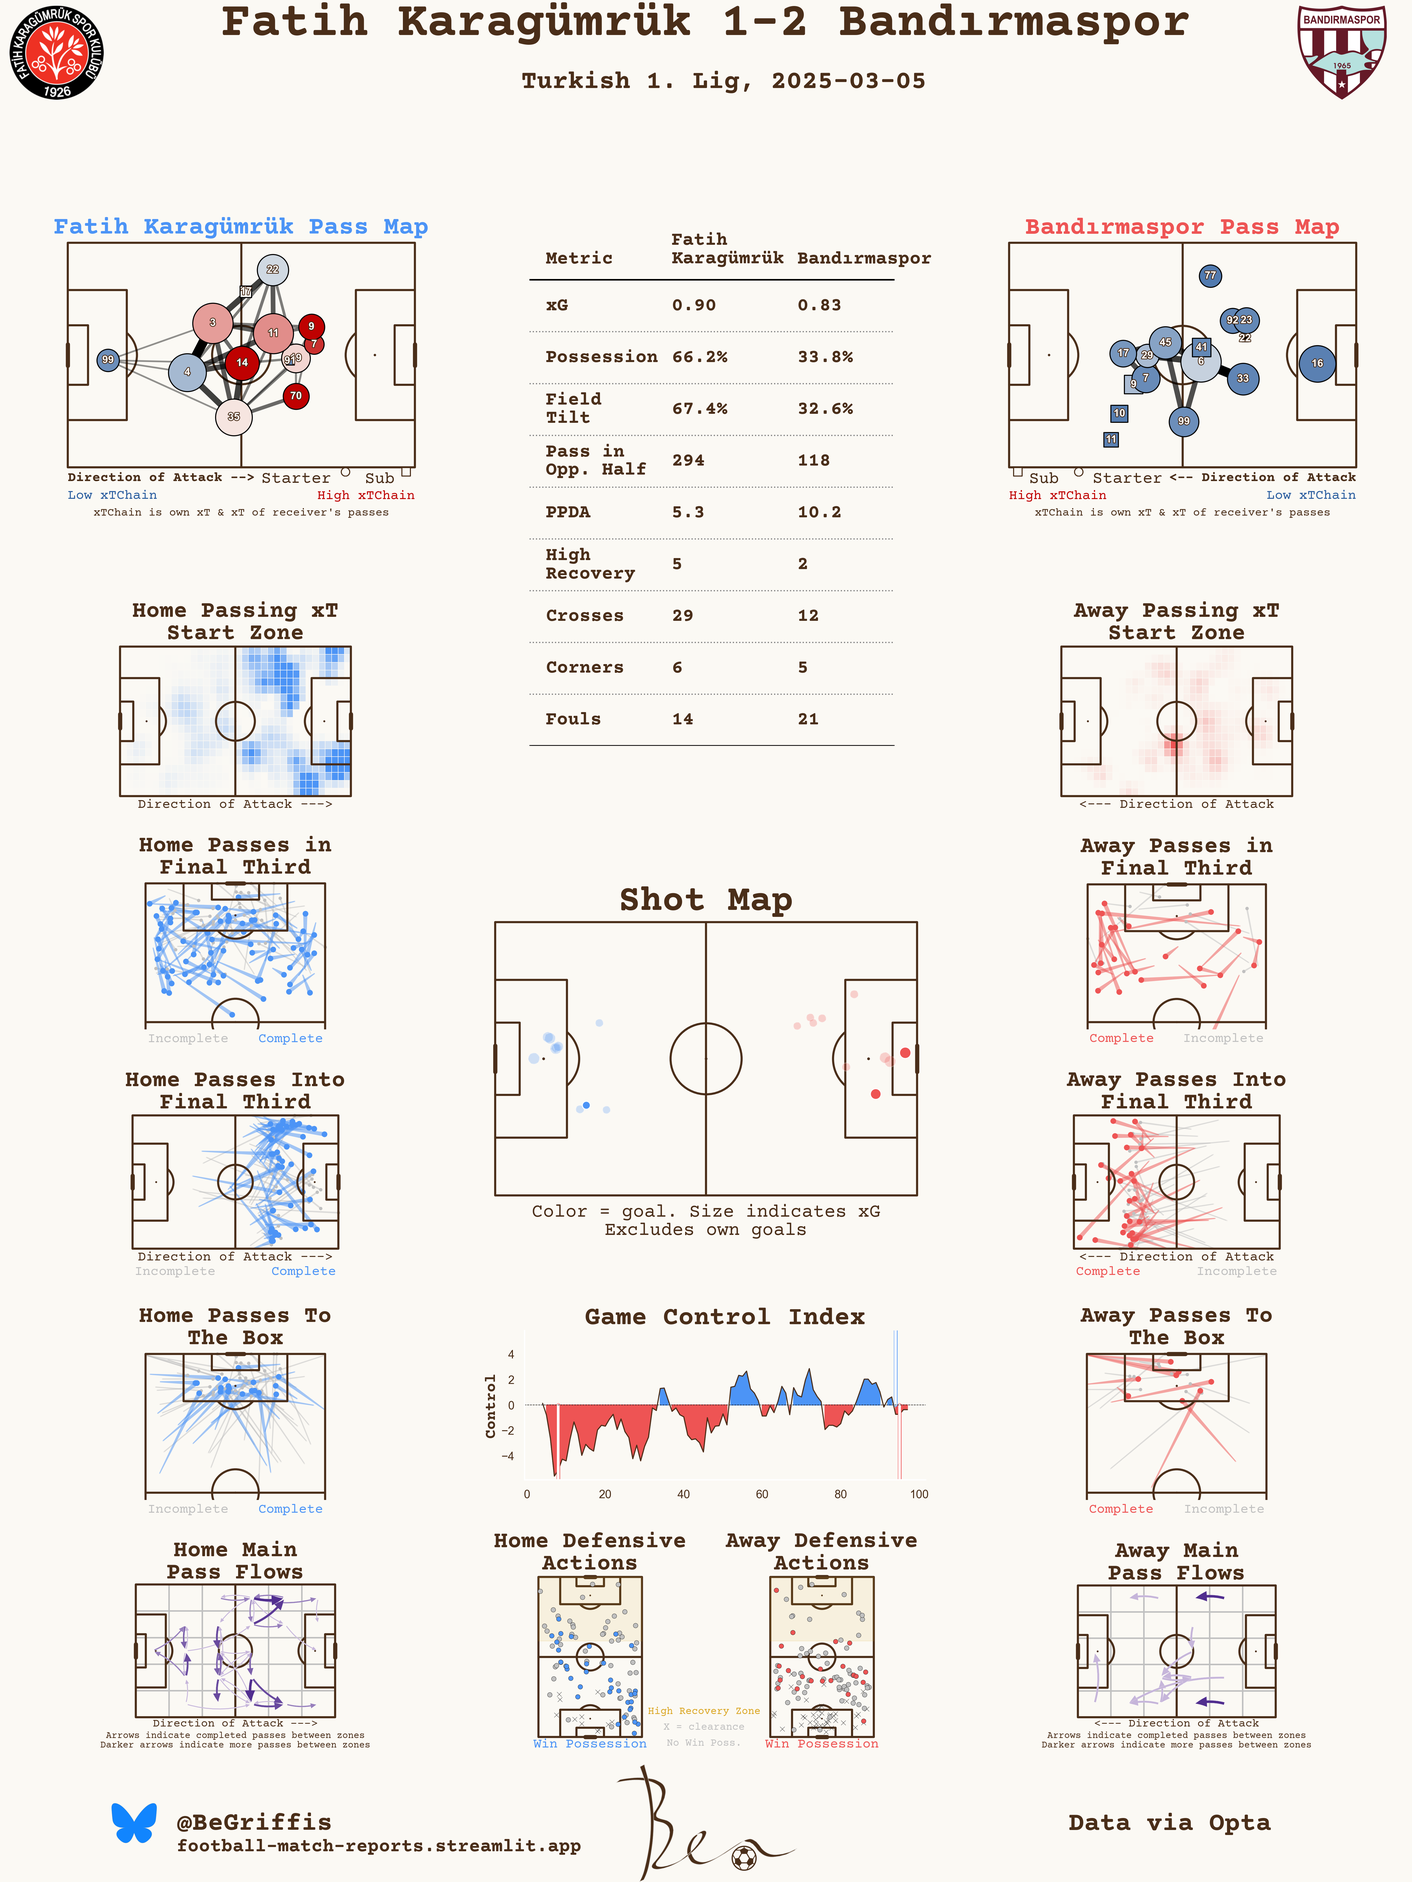 Fatih Karagümrük 1-2 Bandırmaspor
Turkish 1. Lig, 2025-03-05
FATİH KARAGÜMRÜK SPOR KULÜBÜ
1926
BANDIRMASPOR
1965
Fatih Karagümrük Pass Map
22
17
3
11
9
7
99
4
14
19
70
35
Direction of Attack --> Starter Sub
Low xTChain High xTChain
xTChain is own xT & xT of receiver's passes
Metric Fatih Karagümrük Bandırmaspor
xG 0.90 0.83
Possession 66.2% 33.8%
Field Tilt 67.4% 32.6%
Pass in Opp. Half 294 118
PPDA 5.3 10.2
High Recovery 5 2
Crosses 29 12
Corners 6 5
Fouls 14 21
Bandırmaspor Pass Map
77
92 23
22
45
41
17
29
6
16
9
7
33
10
99
11
Sub Starter <-- Direction of Attack
High xTChain Low xTChain
xTChain is own xT & xT of receiver's passes
Home Passing xT
Start Zone
Direction of Attack --->
Away Passing xT
Start Zone
<--- Direction of Attack
Home Passes in
Final Third
Incomplete Complete
Away Passes in
Final Third
Complete Incomplete
Shot Map
Color = goal. Size indicates xG
Excludes own goals
Home Passes Into
Final Third
Direction of Attack --->
Incomplete Complete
Away Passes Into
Final Third
<--- Direction of Attack
Complete Incomplete
Home Passes To
The Box
Incomplete Complete
Game Control Index
Control
4
2
0
−2
−4
0 20 40 60 80 100
Away Passes To
The Box
Complete Incomplete
Home Main
Pass Flows
Direction of Attack --->
Arrows indicate completed passes between zones
Darker arrows indicate more passes between zones
Home Defensive
Actions
Win Possession
High Recovery Zone
X = clearance
No Win Poss.
Away Defensive
Actions
Win Possession
Away Main
Pass Flows
<--- Direction of Attack
Arrows indicate completed passes between zones
Darker arrows indicate more passes between zones
@BeGriffis
football-match-reports.streamlit.app
Ben
Data via Opta